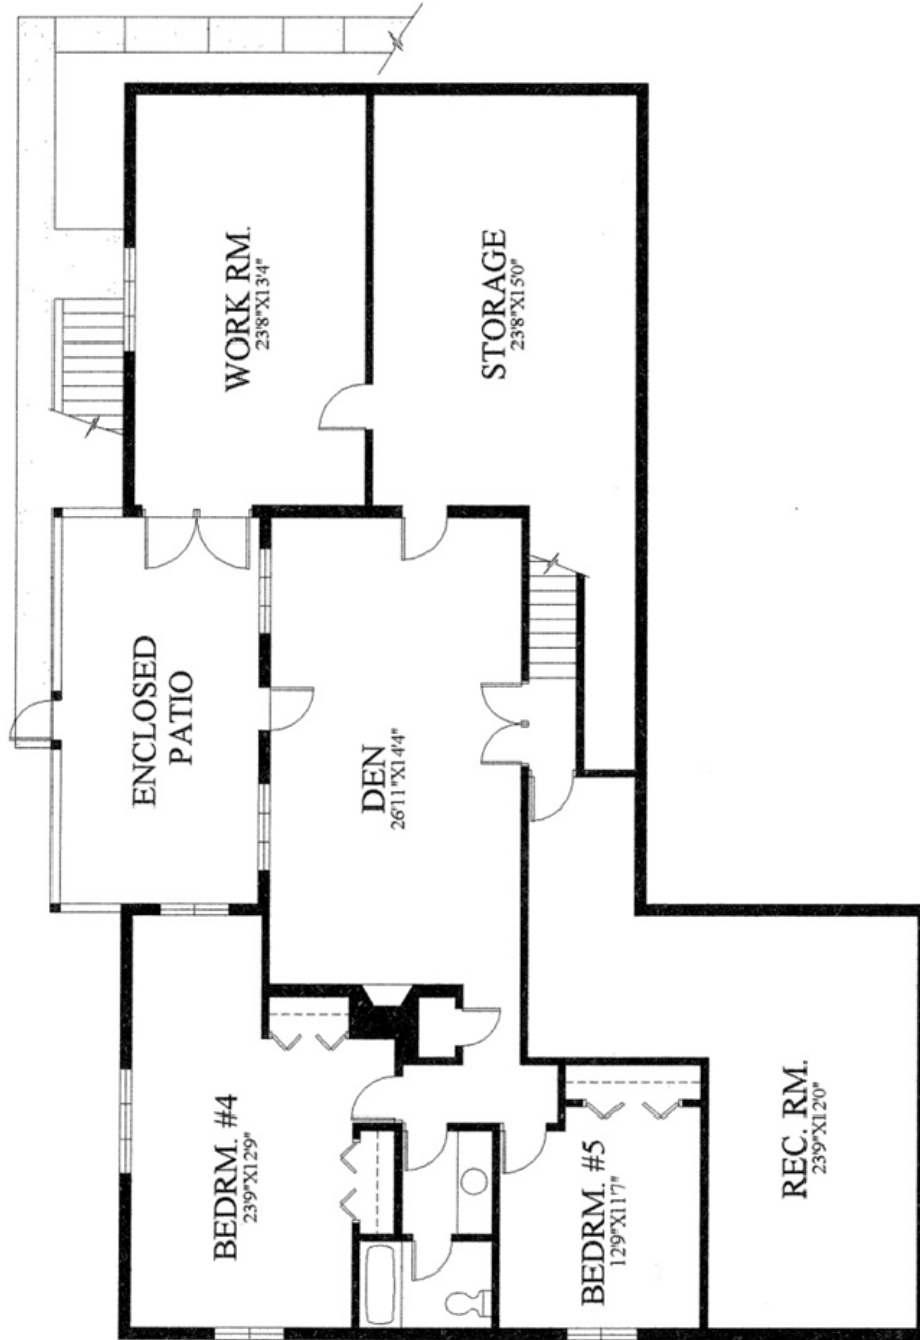 WORK RM.
23'8"X13'4"
STORAGE
23'8"X15'0"
ENCLOSED
PATIO
DEN
26'11"X14'4"
BEDRM. #4
23'9"X12'9"
BEDRM. #5
12'9"X11'7"
REC. RM.
23'9"X12'0"